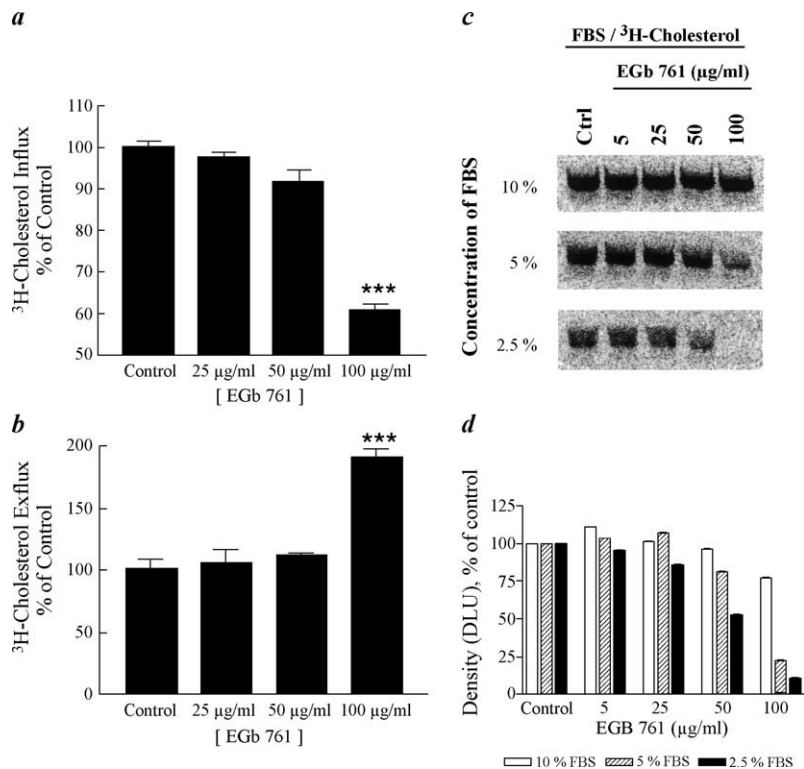 a
³H-Cholesterol Influx
% of Control
110
100
90
80
70
60
50
***
Control 25 µg/ml 50 µg/ml 100 µg/ml
[ EGb 761 ]
b
³H-Cholesterol Exflux
% of Control
200
150
100
50
0
***
Control 25 µg/ml 50 µg/ml 100 µg/ml
[ EGb 761 ]
c
FBS / ³H-Cholesterol
EGb 761 (µg/ml)
Ctrl 5 25 50 100
Concentration of FBS
10 %
5 %
2.5 %
d
Density (DLU), % of control
125
100
75
50
25
0
Control 5 25 50 100
EGB 761 (µg/ml)
10 % FBS 5 % FBS 2.5 % FBS